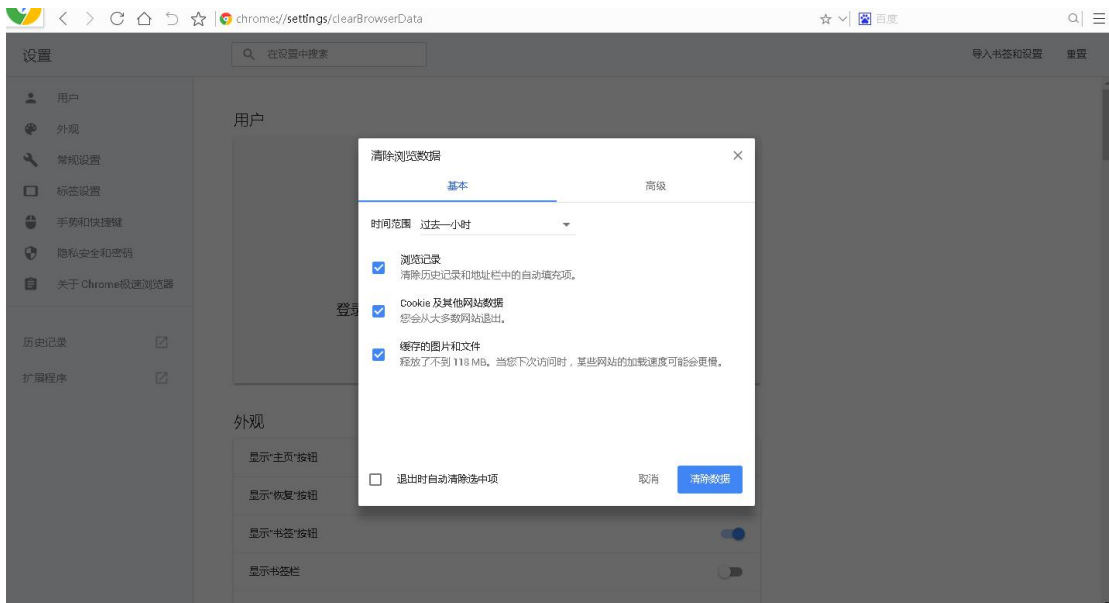 chrome://settings/clearBrowserData
百度
设置
在设置中搜索
导入书签和设置
重置
用户
外观
常规设置
标签设置
手势和快捷键
隐私安全和密码
关于 Chrome极速浏览器
历史记录
扩展程序
用户
登录
清除浏览数据
基本
高级
时间范围 过去一小时
浏览记录
清除历史记录和地址栏中的自动填充项。
Cookie 及其他网站数据
您会从大多数网站退出。
缓存的图片和文件
释放了不到 118 MB。当您下次访问时，某些网站的加载速度可能会更慢。
退出时自动清除选中项
取消
清除数据
外观
显示"主页"按钮
显示"恢复"按钮
显示"书签"按钮
显示书签栏